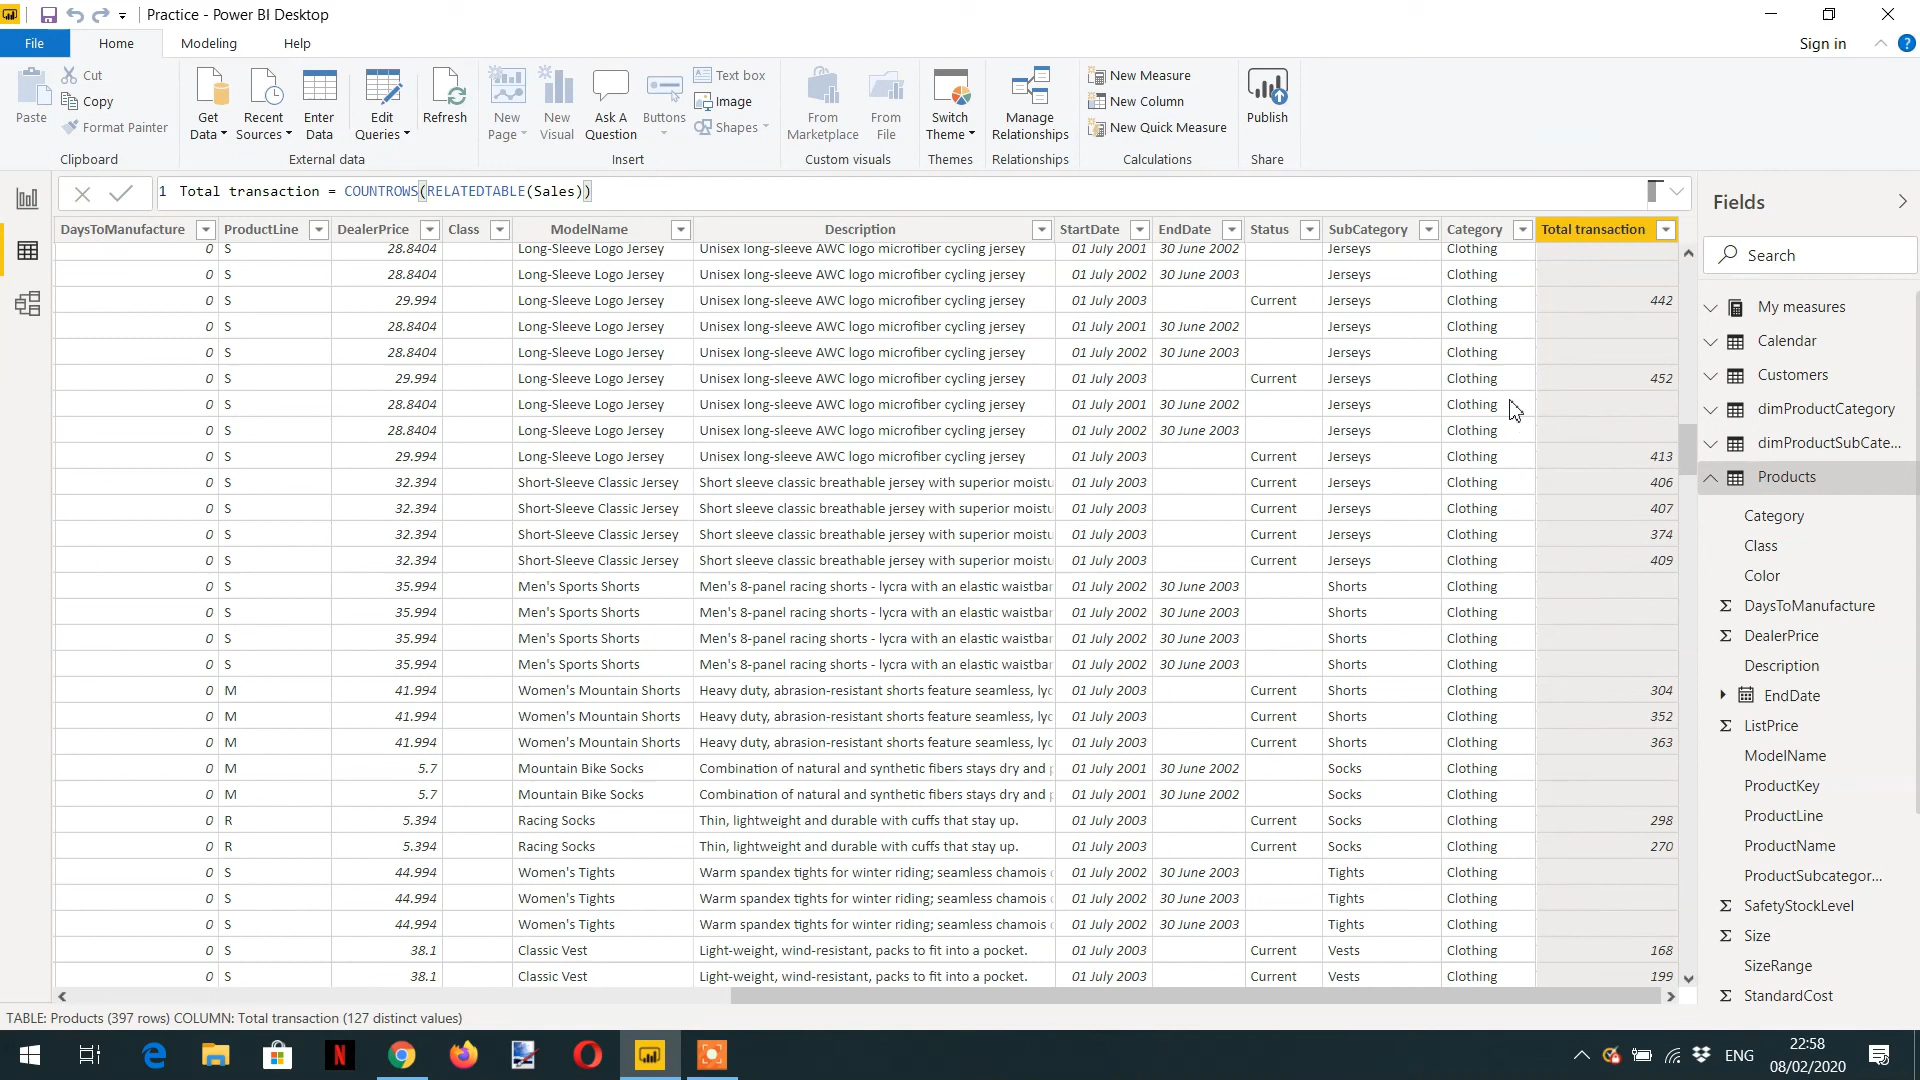 Practice - Power BI Desktop
File Home Modeling Help Sign in
Paste Cut Copy Format Painter Clipboard
Get Data Recent Sources Enter Data Edit Queries Refresh External data
New Page New Visual Ask A Question Buttons Text box Image Shapes Insert
From Marketplace From File Custom visuals
Switch Theme Themes
Manage Relationships Relationships
New Measure New Column New Quick Measure Calculations
Publish Share
1 Total transaction = COUNTROWS(RELATEDTABLE(Sales))
DaysToManufacture ProductLine DealerPrice Class ModelName Description StartDate EndDate Status SubCategory Category Total transaction
0 S 28.8404 Long-Sleeve Logo Jersey Unisex long-sleeve AWC logo microfiber cycling jersey 01 July 2001 30 June 2002 Jerseys Clothing
0 S 28.8404 Long-Sleeve Logo Jersey Unisex long-sleeve AWC logo microfiber cycling jersey 01 July 2002 30 June 2003 Jerseys Clothing
0 S 29.994 Long-Sleeve Logo Jersey Unisex long-sleeve AWC logo microfiber cycling jersey 01 July 2003 Current Jerseys Clothing 442
0 S 28.8404 Long-Sleeve Logo Jersey Unisex long-sleeve AWC logo microfiber cycling jersey 01 July 2001 30 June 2002 Jerseys Clothing
0 S 28.8404 Long-Sleeve Logo Jersey Unisex long-sleeve AWC logo microfiber cycling jersey 01 July 2002 30 June 2003 Jerseys Clothing
0 S 29.994 Long-Sleeve Logo Jersey Unisex long-sleeve AWC logo microfiber cycling jersey 01 July 2003 Current Jerseys Clothing 452
0 S 28.8404 Long-Sleeve Logo Jersey Unisex long-sleeve AWC logo microfiber cycling jersey 01 July 2001 30 June 2002 Jerseys Clothing
0 S 28.8404 Long-Sleeve Logo Jersey Unisex long-sleeve AWC logo microfiber cycling jersey 01 July 2002 30 June 2003 Jerseys Clothing
0 S 29.994 Long-Sleeve Logo Jersey Unisex long-sleeve AWC logo microfiber cycling jersey 01 July 2003 Current Jerseys Clothing 413
0 S 32.394 Short-Sleeve Classic Jersey Short sleeve classic breathable jersey with superior moistu 01 July 2003 Current Jerseys Clothing 406
0 S 32.394 Short-Sleeve Classic Jersey Short sleeve classic breathable jersey with superior moistu 01 July 2003 Current Jerseys Clothing 407
0 S 32.394 Short-Sleeve Classic Jersey Short sleeve classic breathable jersey with superior moistu 01 July 2003 Current Jerseys Clothing 374
0 S 32.394 Short-Sleeve Classic Jersey Short sleeve classic breathable jersey with superior moistu 01 July 2003 Current Jerseys Clothing 409
0 S 35.994 Men's Sports Shorts Men's 8-panel racing shorts - lycra with an elastic waistbar 01 July 2002 30 June 2003 Shorts Clothing
0 S 35.994 Men's Sports Shorts Men's 8-panel racing shorts - lycra with an elastic waistbar 01 July 2002 30 June 2003 Shorts Clothing
0 S 35.994 Men's Sports Shorts Men's 8-panel racing shorts - lycra with an elastic waistbar 01 July 2002 30 June 2003 Shorts Clothing
0 S 35.994 Men's Sports Shorts Men's 8-panel racing shorts - lycra with an elastic waistbar 01 July 2002 30 June 2003 Shorts Clothing
0 M 41.994 Women's Mountain Shorts Heavy duty, abrasion-resistant shorts feature seamless, lyc 01 July 2003 Current Shorts Clothing 304
0 M 41.994 Women's Mountain Shorts Heavy duty, abrasion-resistant shorts feature seamless, lyc 01 July 2003 Current Shorts Clothing 352
0 M 41.994 Women's Mountain Shorts Heavy duty, abrasion-resistant shorts feature seamless, lyc 01 July 2003 Current Shorts Clothing 363
0 M 5.7 Mountain Bike Socks Combination of natural and synthetic fibers stays dry and p 01 July 2001 30 June 2002 Socks Clothing
0 M 5.7 Mountain Bike Socks Combination of natural and synthetic fibers stays dry and p 01 July 2001 30 June 2002 Socks Clothing
0 R 5.394 Racing Socks Thin, lightweight and durable with cuffs that stay up. 01 July 2003 Current Socks Clothing 298
0 R 5.394 Racing Socks Thin, lightweight and durable with cuffs that stay up. 01 July 2003 Current Socks Clothing 270
0 S 44.994 Women's Tights Warm spandex tights for winter riding; seamless chamois c 01 July 2002 30 June 2003 Tights Clothing
0 S 44.994 Women's Tights Warm spandex tights for winter riding; seamless chamois c 01 July 2002 30 June 2003 Tights Clothing
0 S 44.994 Women's Tights Warm spandex tights for winter riding; seamless chamois c 01 July 2002 30 June 2003 Tights Clothing
0 S 38.1 Classic Vest Light-weight, wind-resistant, packs to fit into a pocket. 01 July 2003 Current Vests Clothing 168
0 S 38.1 Classic Vest Light-weight, wind-resistant, packs to fit into a pocket. 01 July 2003 Current Vests Clothing 199
Fields
Search
My measures
Calendar
Customers
dimProductCategory
dimProductSubCate...
Products
Category
Class
Color
Σ DaysToManufacture
Σ DealerPrice
Description
EndDate
Σ ListPrice
ModelName
ProductKey
ProductLine
ProductName
ProductSubcategor...
Σ SafetyStockLevel
Σ Size
SizeRange
Σ StandardCost
TABLE: Products (397 rows) COLUMN: Total transaction (127 distinct values)
ENG
22:58
08/02/2020